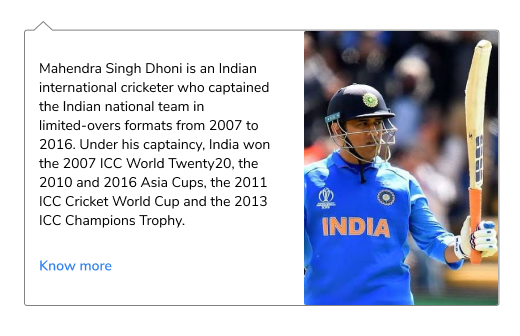 Mahendra Singh Dhoni is an Indian
international cricketer who captained
the Indian national team in
limited-overs formats from 2007 to
2016. Under his captaincy, India won
the 2007 ICC World Twenty20, the
2010 and 2016 Asia Cups, the 2011
ICC Cricket World Cup and the 2013
ICC Champions Trophy.
Know more
INDIA